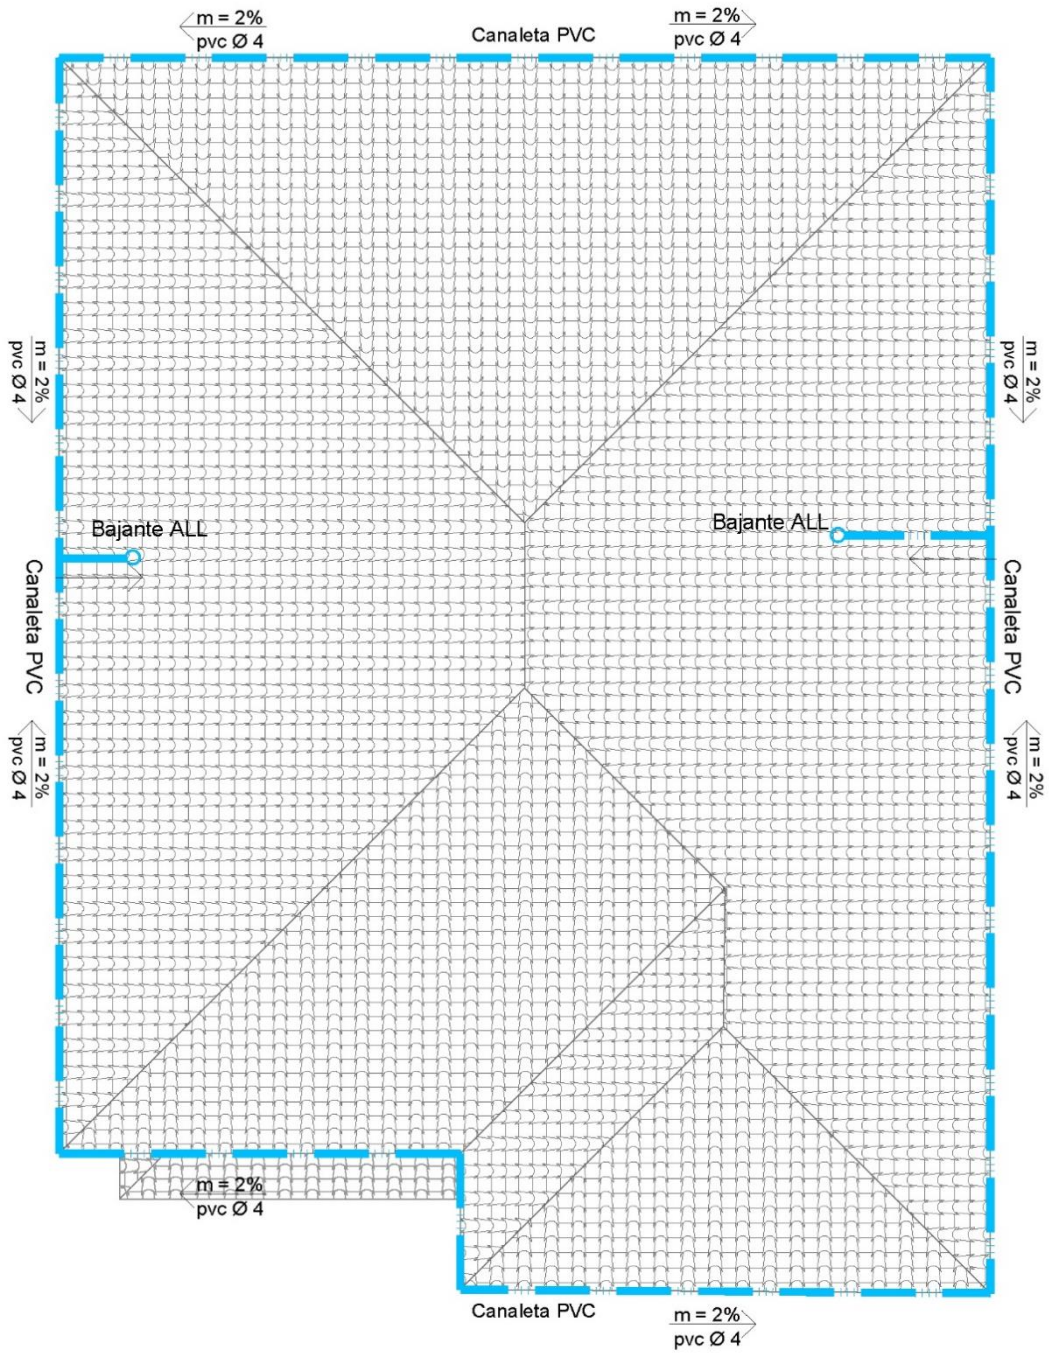 m = 2%
pvc Ø 4
Canaleta PVC
m = 2%
pvc Ø 4
m = 2%
pvc Ø 4
m = 2%
pvc Ø 4
Bajante ALL
Bajante ALL
Canaleta PVC
Canaleta PVC
m = 2%
pvc Ø 4
m = 2%
pvc Ø 4
m = 2%
pvc Ø 4
Canaleta PVC
m = 2%
pvc Ø 4